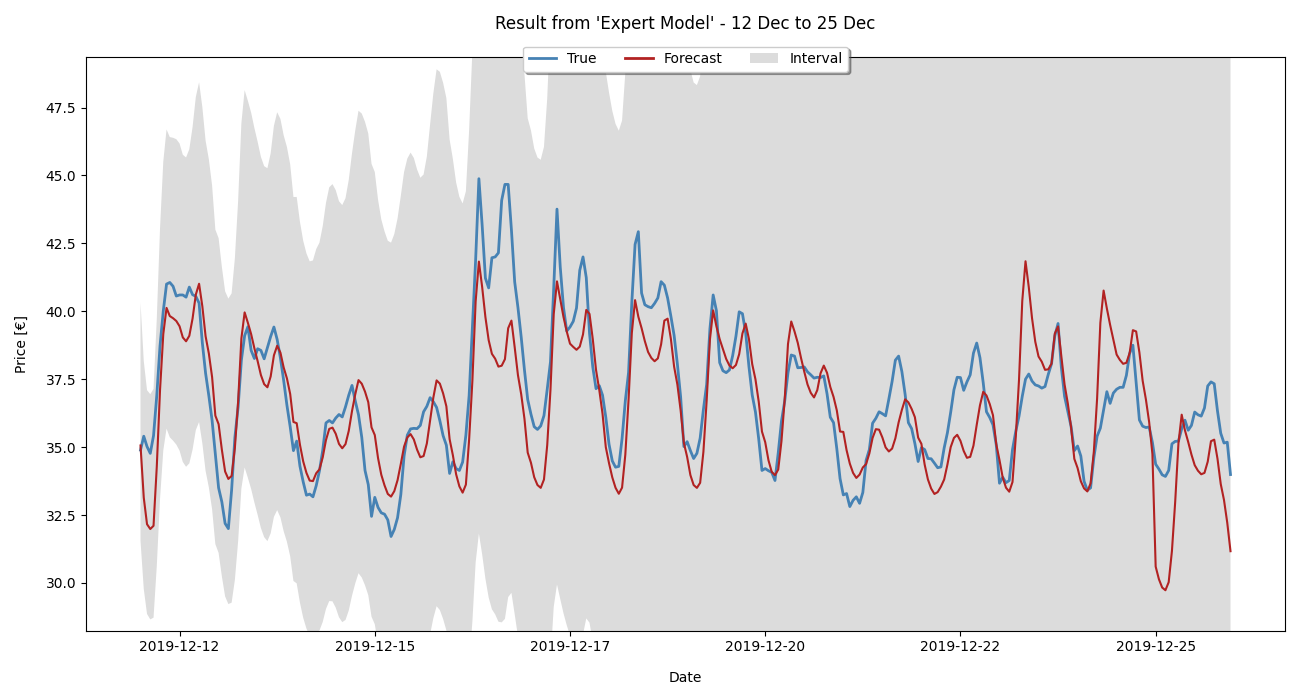 Result from 'Expert Model' - 12 Dec to 25 Dec
True Forecast Interval
47.5
45.0
42.5
40.0
37.5
35.0
32.5
30.0
Price [€]
2019-12-12 2019-12-15 2019-12-17 2019-12-20 2019-12-22 2019-12-25
Date